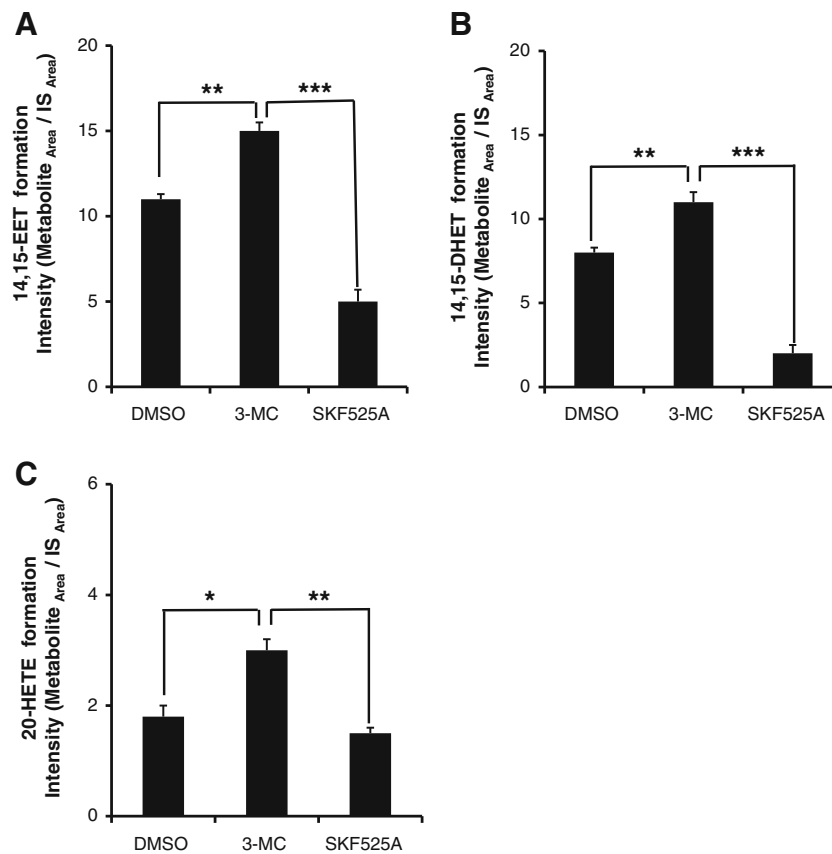 A
14,15-EET formation
Intensity (Metabolite Area / IS Area)
20
15
10
5
0
** ***
DMSO 3-MC SKF525A
B
14,15-DHET formation
Intensity (Metabolite Area / IS Area)
20
15
10
5
0
** ***
DMSO 3-MC SKF525A
C
20-HETE formation
Intensity (Metabolite Area / IS Area)
6
4
2
0
* **
DMSO 3-MC SKF525A